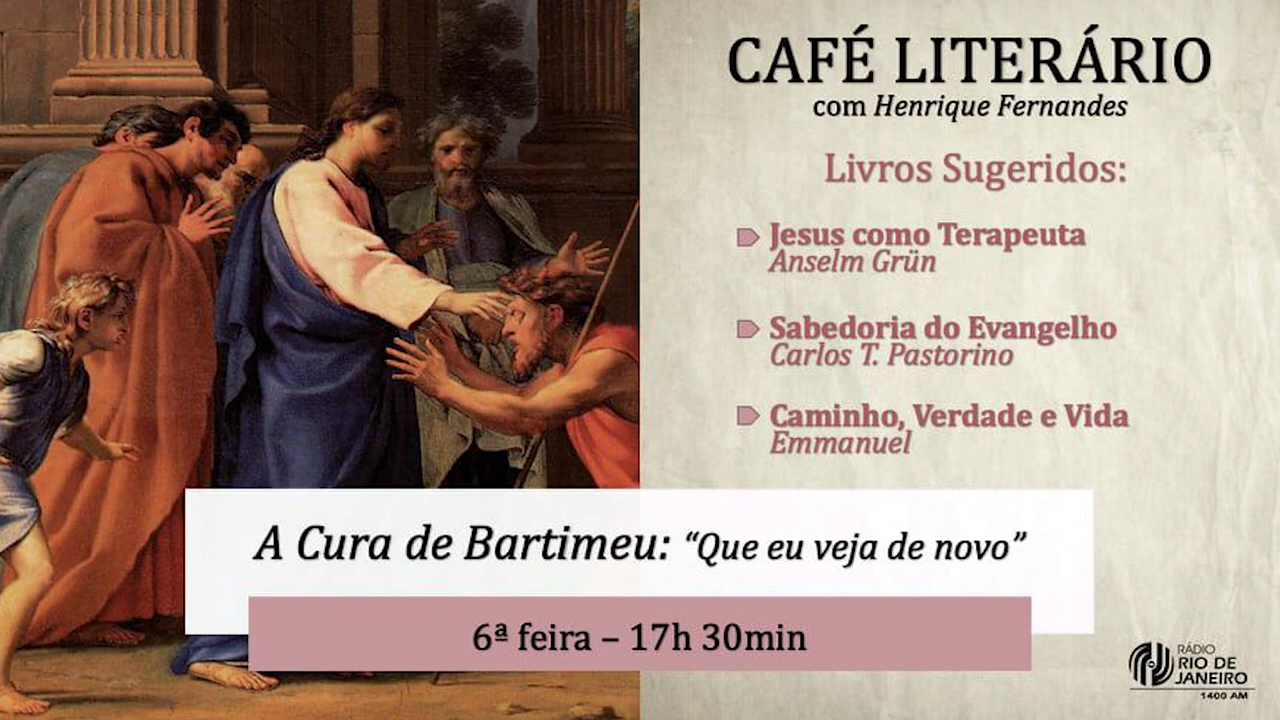 CAFÉ LITERÁRIO
com Henrique Fernandes
Livros Sugeridos:
Jesus como Terapeuta
Anselm Grün
Sabedoria do Evangelho
Carlos T. Pastorino
Caminho, Verdade e Vida
Emmanuel
A Cura de Bartimeu: “Que eu veja de novo”
6ª feira – 17h 30min
RÁDIO
RIO DE
JANEIRO
1400 AM